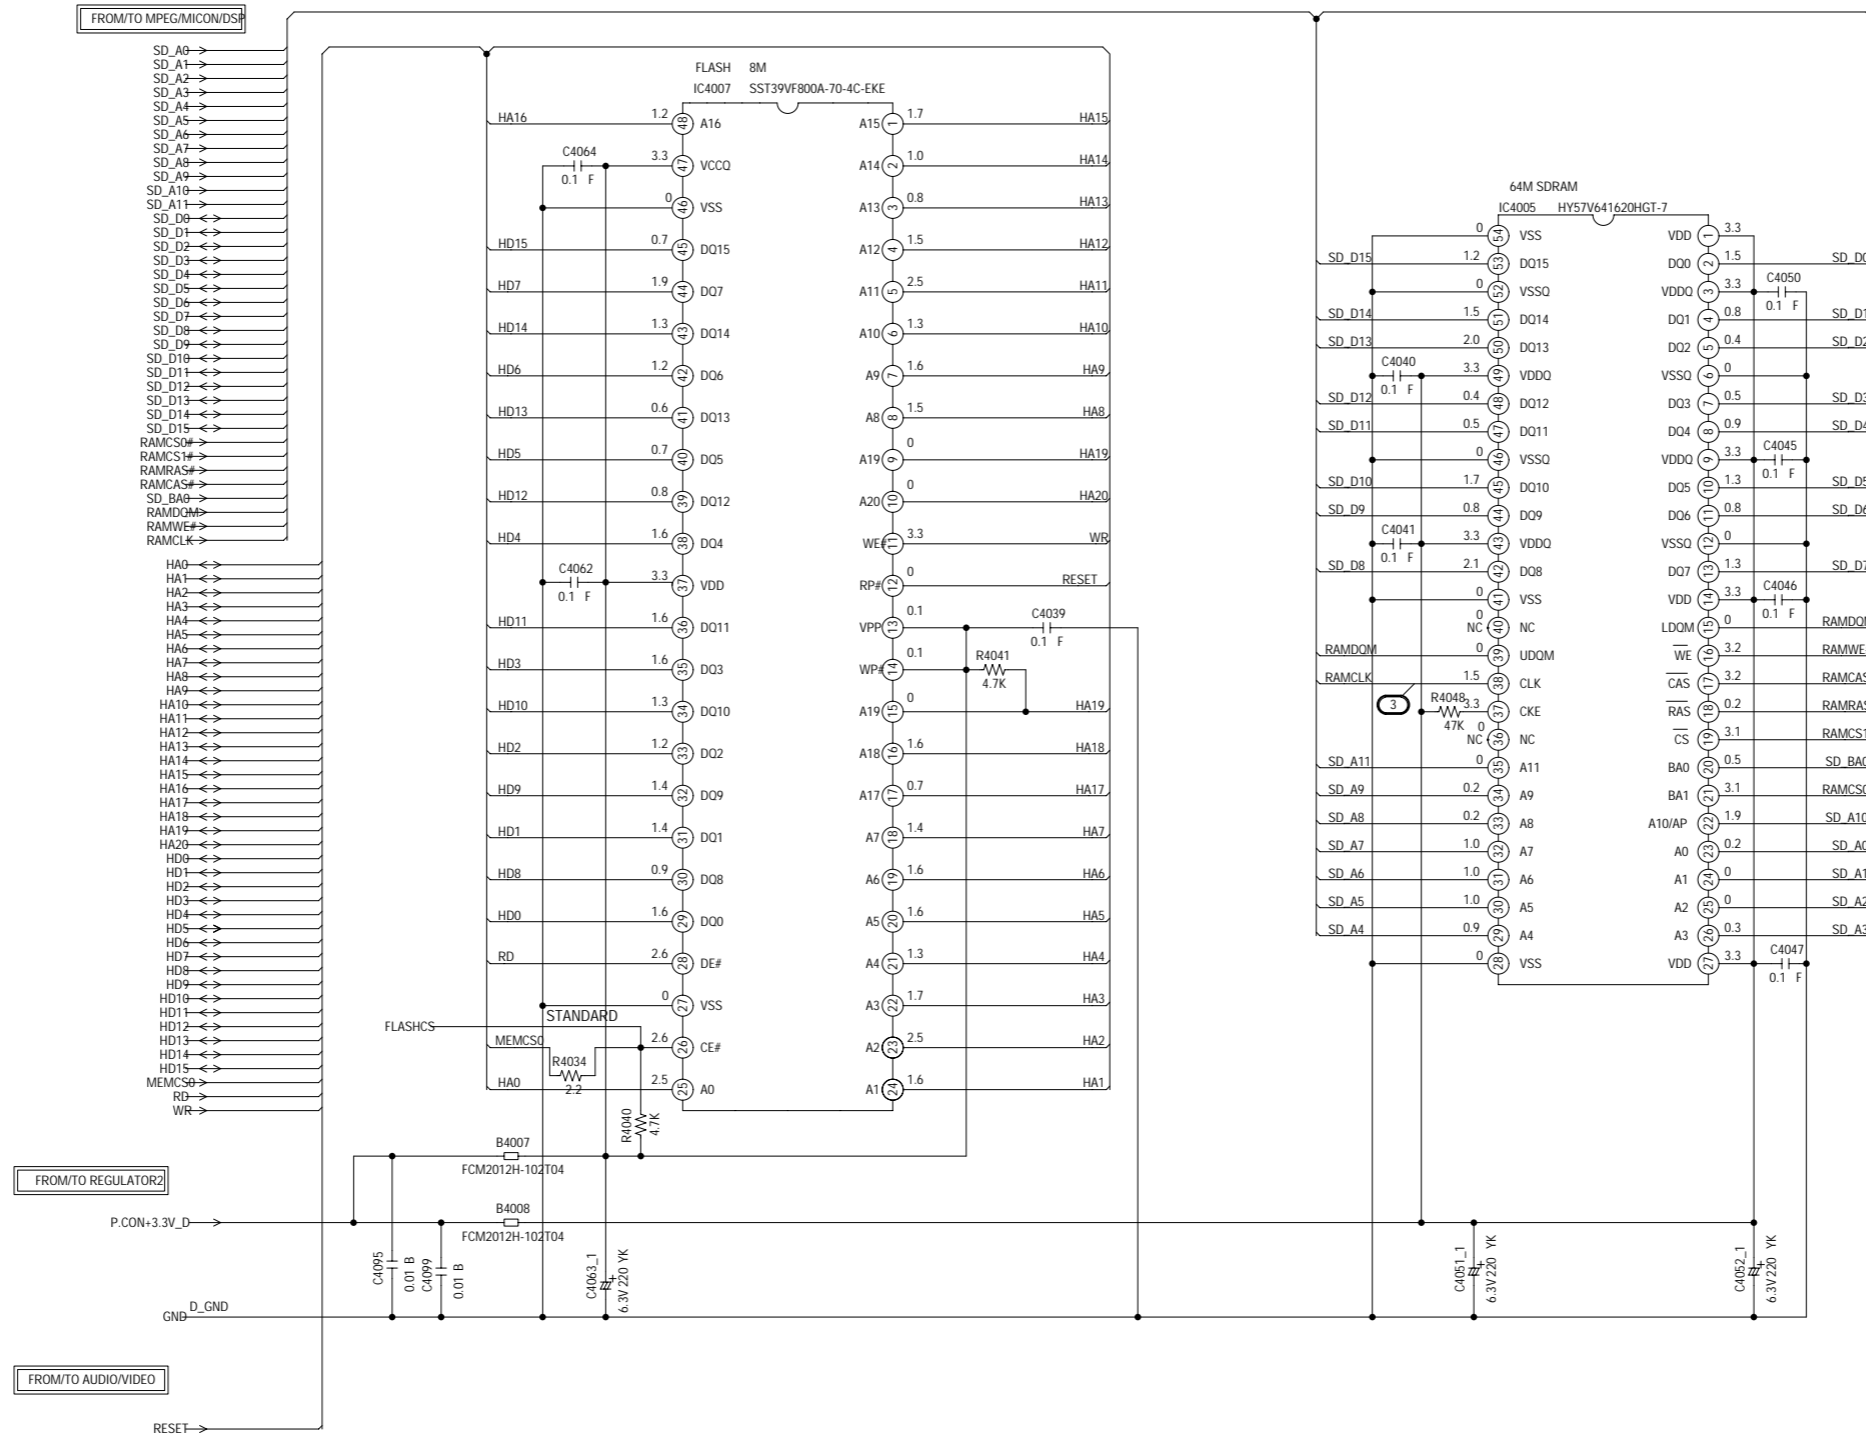 FROM/TO MPEG/MICON/DSP
SD_A0
SD_A1
SD_A2
SD_A3
SD_A4
SD_A5
SD_A6
SD_A7
SD_A8
SD_A9
SD_A10
SD_A11
SD_D0
SD_D1
SD_D2
SD_D3
SD_D4
SD_D5
SD_D6
SD_D7
SD_D8
SD_D9
SD_D10
SD_D11
SD_D12
SD_D13
SD_D14
SD_D15
RAMCS0#
RAMCS1#
RAMRAS#
RAMCAS#
SD_BA0
RAMDQM
RAMWE#
RAMCLK
HA0
HA1
HA2
HA3
HA4
HA5
HA6
HA7
HA8
HA9
HA10
HA11
HA12
HA13
HA14
HA15
HA16
HA17
HA18
HA19
HA20
HD0
HD1
HD2
HD3
HD4
HD5
HD6
HD7
HD8
HD9
HD10
HD11
HD12
HD13
HD14
HD15
MEMCS0
RD
WR
FROM/TO REGULATOR2
P.CON+3.3V_D
D_GND
GND
FROM/TO AUDIO/VIDEO
RESET
FLASH 8M
IC4007 SST39VF800A-70-4C-EKE
HA16 1.2 48 A16 A15 1 1.7 HA15
C4064 0.1 F 3.3 47 VCCQ A14 2 1.0 HA14
0 46 VSS A13 3 0.8 HA13
HD15 0.7 45 DQ15 A12 4 1.5 HA12
HD7 1.9 44 DQ7 A11 5 2.5 HA11
HD14 1.3 43 DQ14 A10 6 1.3 HA10
HD6 1.2 42 DQ6 A9 7 1.6 HA9
HD13 0.6 41 DQ13 A8 8 1.5 HA8
HD5 0.7 40 DQ5 A19 9 0 HA19
HD12 0.8 39 DQ12 A20 10 0 HA20
HD4 1.6 38 DQ4 WE# 11 3.3 WR
C4062 0.1 F 3.3 37 VDD RP# 12 0 RESET
HD11 1.6 36 DQ11 VPP 13 0.1 C4039 0.1 F
HD3 1.6 35 DQ3 WP# 14 0.1 R4041 4.7K
HD10 1.3 34 DQ10 A19 15 0 HA19
HD2 1.2 33 DQ2 A18 16 1.6 HA18
HD9 1.4 32 DQ9 A17 17 0.7 HA17
HD1 1.4 31 DQ1 A7 18 1.4 HA7
HD8 0.9 30 DQ8 A6 19 1.6 HA6
HD0 1.6 29 DQ0 A5 20 1.6 HA5
RD 2.6 28 DE# A4 21 1.3 HA4
0 27 VSS A3 22 1.7 HA3
STANDARD
FLASHCS
MEMCS0 R4034 2.2 2.6 26 CE# A2 23 2.5 HA2
HA0 2.5 25 A0 A1 24 1.6 HA1
R4040 4.7K
B4007
FCM2012H-102T04
B4008
FCM2012H-102T04
C4095 0.01 B
C4099 0.01 B
C4063_1 + 6.3V 220 YK
64M SDRAM
IC4005 HY57V641620HGT-7
0 54 VSS VDD 1 3.3
SD_D15 1.2 53 DQ15 DQ0 2 1.5 SD_D0
0 52 VSSQ VDDQ 3 3.3 C4050 0.1 F
SD_D14 1.5 51 DQ14 DQ1 4 0.8 SD_D1
SD_D13 2.0 50 DQ13 DQ2 5 0.4 SD_D2
C4040 0.1 F 3.3 49 VDDQ VSSQ 6 0
SD_D12 0.4 48 DQ12 DQ3 7 0.5 SD_D3
SD_D11 0.5 47 DQ11 DQ4 8 0.9 SD_D4
0 46 VSSQ VDDQ 9 3.3 C4045 0.1 F
SD_D10 1.7 45 DQ10 DQ5 10 1.3 SD_D5
SD_D9 0.8 44 DQ9 DQ6 11 0.8 SD_D6
C4041 0.1 F 3.3 43 VDDQ VSSQ 12 0
SD_D8 2.1 42 DQ8 DQ7 13 1.3 SD_D7
0 41 VSS VDD 14 3.3 C4046 0.1 F
0 NC 40 NC LDQM 15 0 RAMDQM
RAMDQM 0 39 UDQM WE 16 3.2 RAMWE
RAMCLK 1.5 38 CLK CAS 17 3.2 RAMCAS
3 R4048 47K 3.3 37 CKE RAS 18 0.2 RAMRAS
0 NC 36 NC CS 19 3.1 RAMCS1
SD_A11 0 35 A11 BA0 20 0.5 SD_BA0
SD_A9 0.2 34 A9 BA1 21 3.1 RAMCS0
SD_A8 0.2 33 A8 A10/AP 22 1.9 SD_A10
SD_A7 1.0 32 A7 A0 23 0.2 SD_A0
SD_A6 1.0 31 A6 A1 24 0 SD_A1
SD_A5 1.0 30 A5 A2 25 0 SD_A2
SD_A4 0.9 29 A4 A3 26 0.3 SD_A3
0 28 VSS VDD 27 3.3 C4047 0.1 F
C4051_1 + 6.3V 220 YK
C4052_1 + 6.3V 220 YK